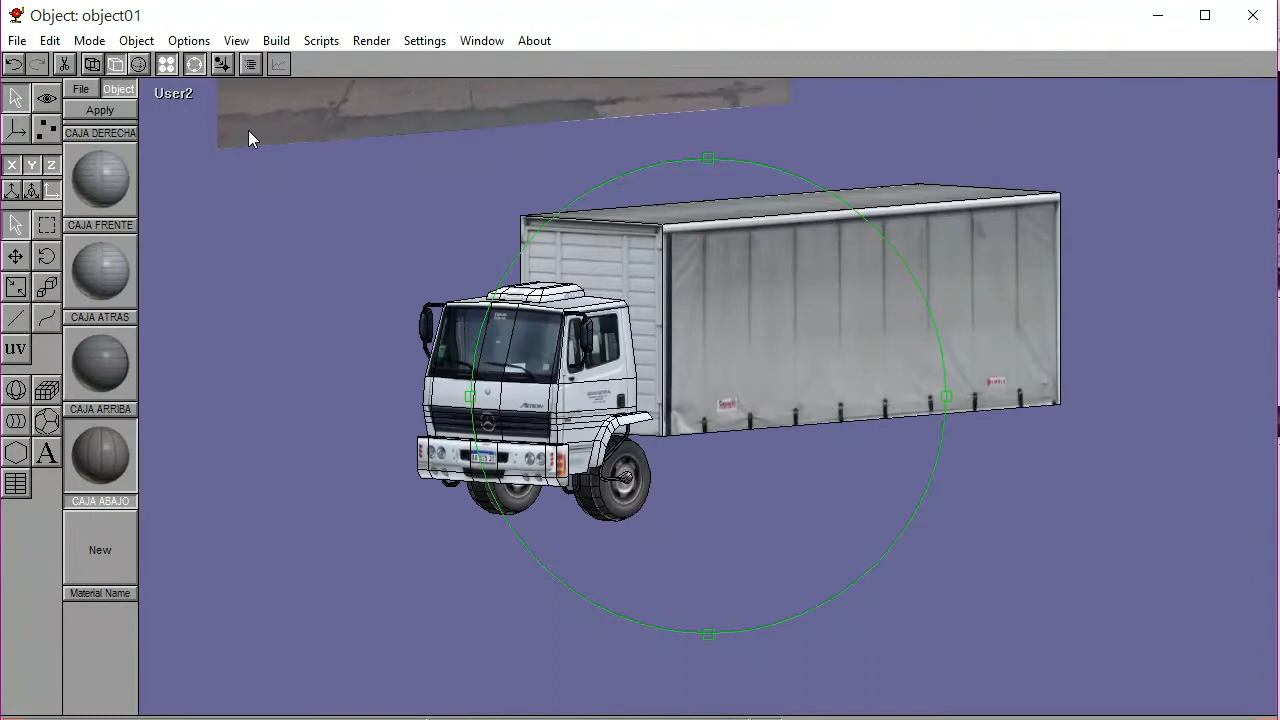 Object: object01
File Edit Mode Object Options View Build Scripts Render Settings Window About
File Object
User2
Apply
CAJA DERECHA
X Y Z
CAJA FRENTE
CAJA ATRAS
uv
CAJA ARRIBA
A
CAJA ABAJO
New
Material Name